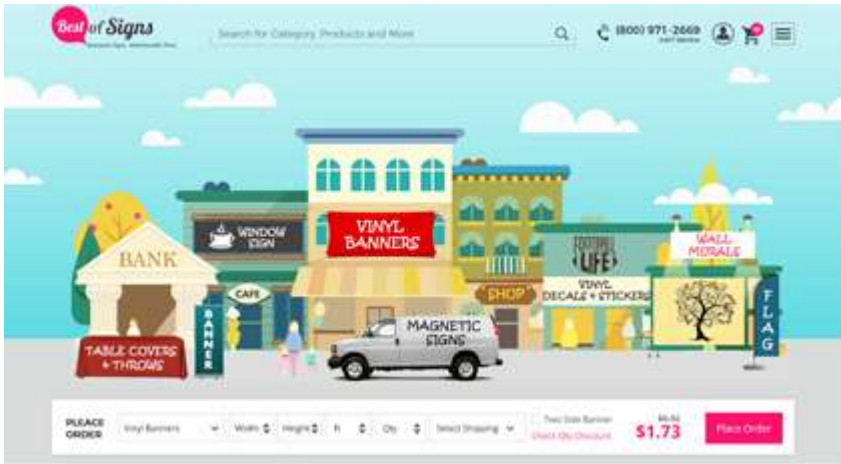 Best of Signs
Search for Category, Products and More
(800) 971-2669
BANK
WINDOW
SIGN
VINYL
BANNERS
WALL
MORALS
FOOTBALL
LIFE
VINYL
DECALS & STICKERS
CAFE
SHOP
BANNER
FLAG
MAGNETIC
SIGNS
TABLE COVERS
& THROWS
PLEACE
ORDER
Vinyl Banners
Width
Height
Ft
Qty
Select Shipping
Two Side Banner
Check Qty Discount
$1.73
Place Order